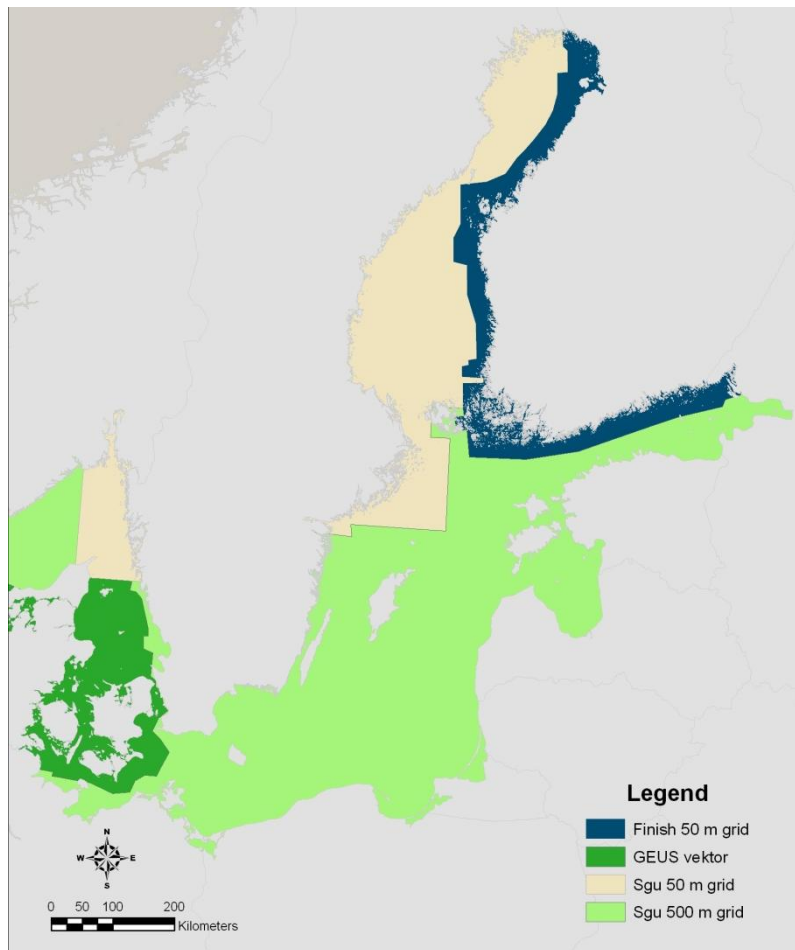 Legend
Finish 50 m grid
GEUS vektor
Sgu 50 m grid
Sgu 500 m grid
N
W E
S
0 50 100 200
Kilometers